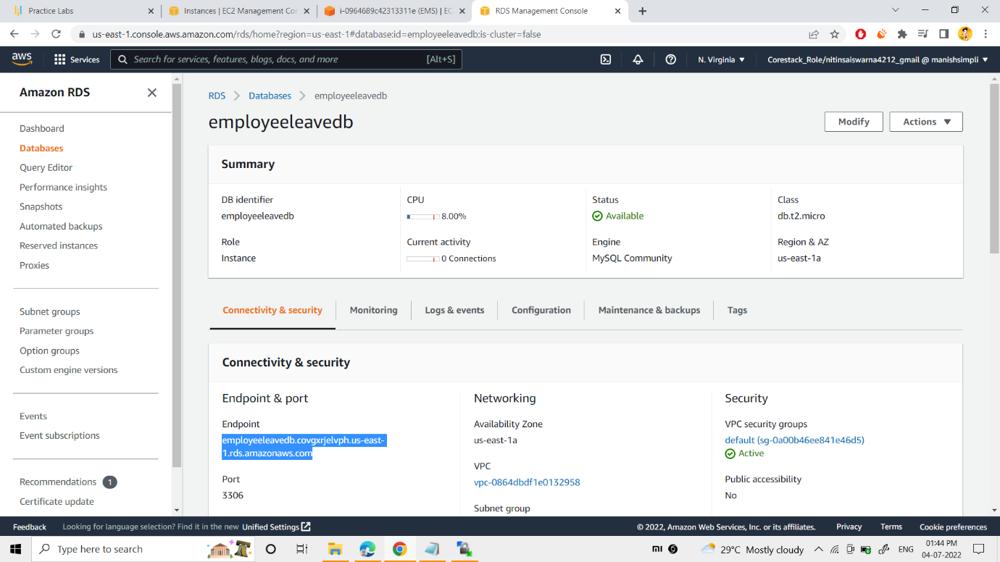 Practice Labs
Instances | EC2 Management Con
i-0964689c42313311e (EMS) | EC
RDS Management Console
us-east-1.console.aws.amazon.com/rds/home?region=us-east-1#database:id=employeeleavedb;is-cluster=false
aws
Services
Search for services, features, blogs, docs, and more
[Alt+S]
N. Virginia
Corestack_Role/nitinsaiswarna4212_gmail @ manishsimpli
Amazon RDS
Dashboard
Databases
Query Editor
Performance insights
Snapshots
Automated backups
Reserved instances
Proxies
Subnet groups
Parameter groups
Option groups
Custom engine versions
Events
Event subscriptions
Recommendations 1
Certificate update
RDS > Databases > employeeleavedb
employeeleavedb
Modify
Actions
Summary
DB identifier
employeeleavedb
CPU
8.00%
Status
Available
Class
db.t2.micro
Role
Instance
Current activity
0 Connections
Engine
MySQL Community
Region & AZ
us-east-1a
Connectivity & security
Monitoring
Logs & events
Configuration
Maintenance & backups
Tags
Connectivity & security
Endpoint & port
Endpoint
employeeleavedb.covgxrjelvph.us-east-
1.rds.amazonaws.com
Port
3306
Networking
Availability Zone
us-east-1a
VPC
vpc-0864dbdf1e0132958
Subnet group
Security
VPC security groups
default (sg-0a00b46ee841e46d5)
Active
Public accessibility
No
Feedback
Looking for language selection? Find it in the new Unified Settings
© 2022, Amazon Web Services, Inc. or its affiliates.
Privacy
Terms
Cookie preferences
Type here to search
29°C Mostly cloudy
ENG
01:44 PM
04-07-2022